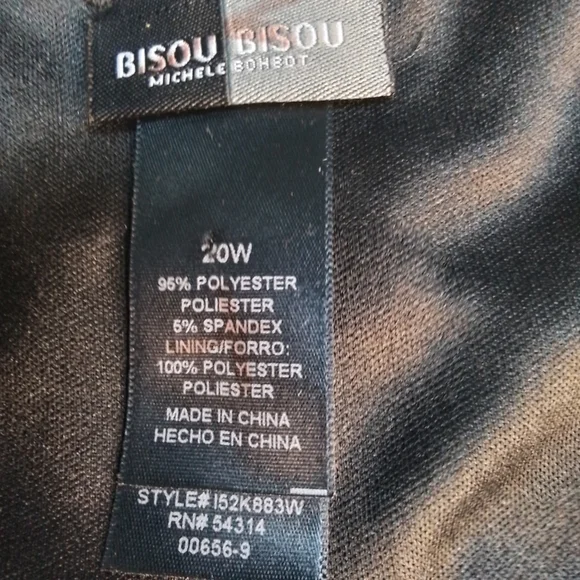 BISOU BISOU
MICHELE BOHBOT
20W
95% POLYESTER
POLIESTER
5% SPANDEX
LINING/FORRO:
100% POLYESTER
POLIESTER
MADE IN CHINA
HECHO EN CHINA
STYLE# I52K883W
RN# 54314
00656-9